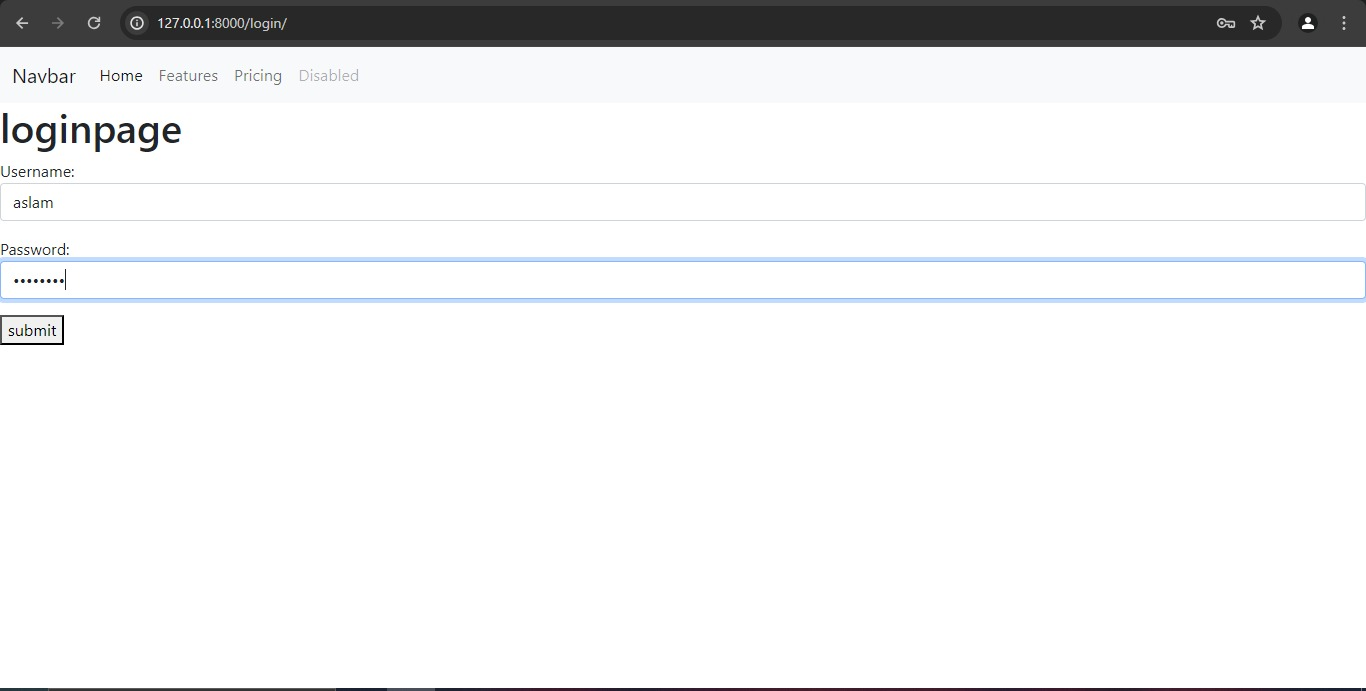 127.0.0.1:8000/login/
Navbar Home Features Pricing Disabled
loginpage
Username:
aslam
Password:
••••••••
submit